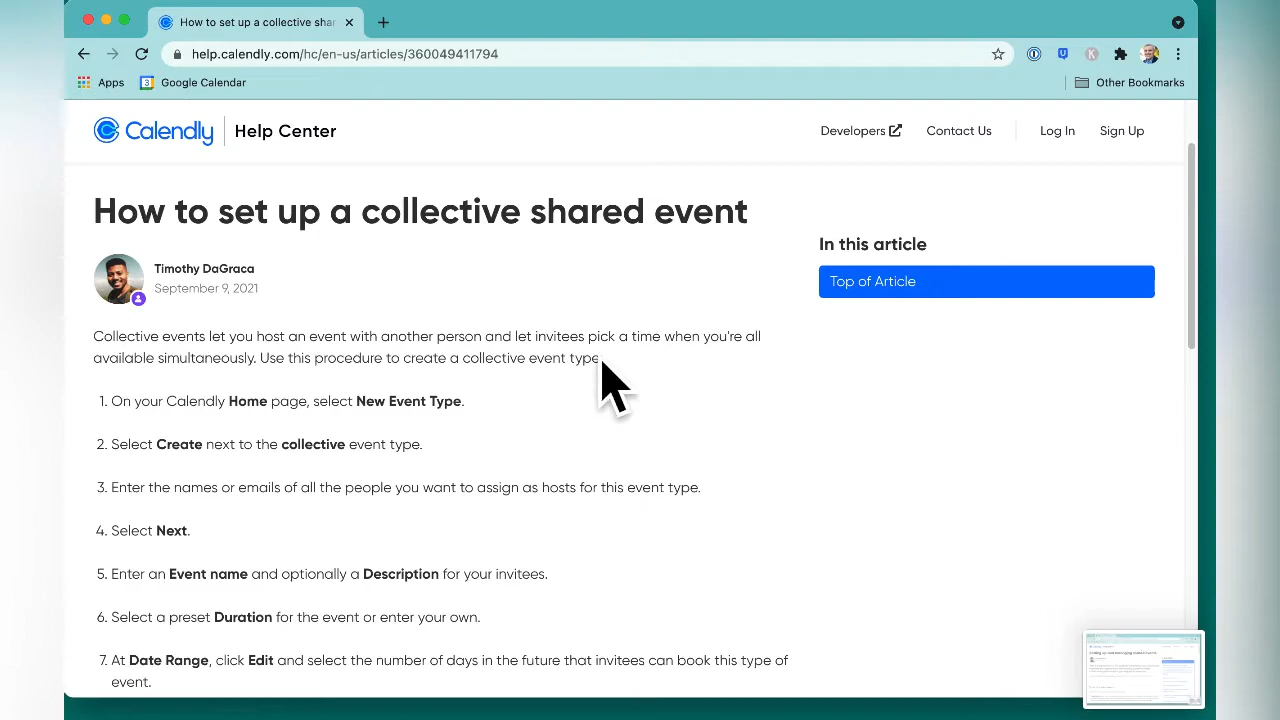 How to set up a collective shar
help.calendly.com/hc/en-us/articles/360049411794
Apps
Google Calendar
Other Bookmarks
Calendly
Help Center
Developers
Contact Us
Log In
Sign Up
How to set up a collective shared event
In this article
Top of Article
Timothy DaGraca
September 9, 2021
Collective events let you host an event with another person and let invitees pick a time when you're all
available simultaneously. Use this procedure to create a collective event type
1. On your Calendly Home page, select New Event Type.
2. Select Create next to the collective event type.
3. Enter the names or emails of all the people you want to assign as hosts for this event type.
4. Select Next.
5. Enter an Event name and optionally a Description for your invitees.
6. Select a preset Duration for the event or enter your own.
7. At Date Range, click Edit and select the number of days in the future that invitees can schedule this type of
event.